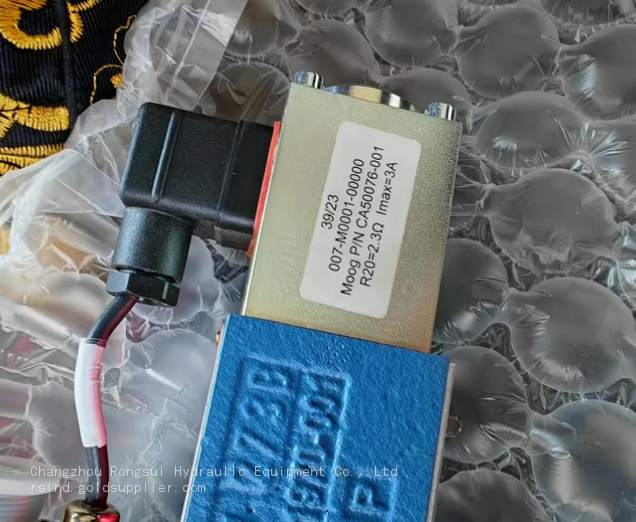 39/23
007-M0001-00000
Moog P/N CA50076-001
R20=2.3Ω Imax=3A
P
Changzhou Rongsui Hydraulic Equipment Co., Ltd
rsind.goldsupplier.com